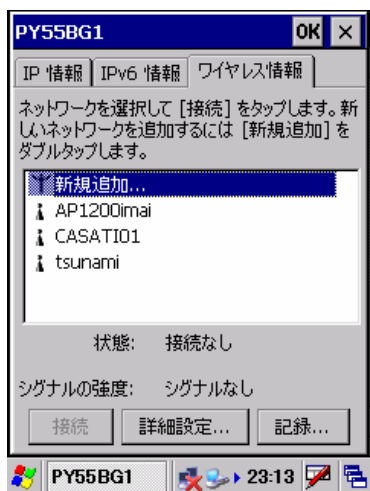 PY55BG1 OK ×
IP 情報 IPv6 情報 ワイヤレス情報
ネットワークを選択して [接続] をタップします。新
しいネットワークを追加するには [新規追加] を
ダブルタップします。
新規追加...
AP1200imai
CASATI01
tsunami
状態: 接続なし
シグナルの強度: シグナルなし
接続 詳細設定... 記録...
PY55BG1 23:13